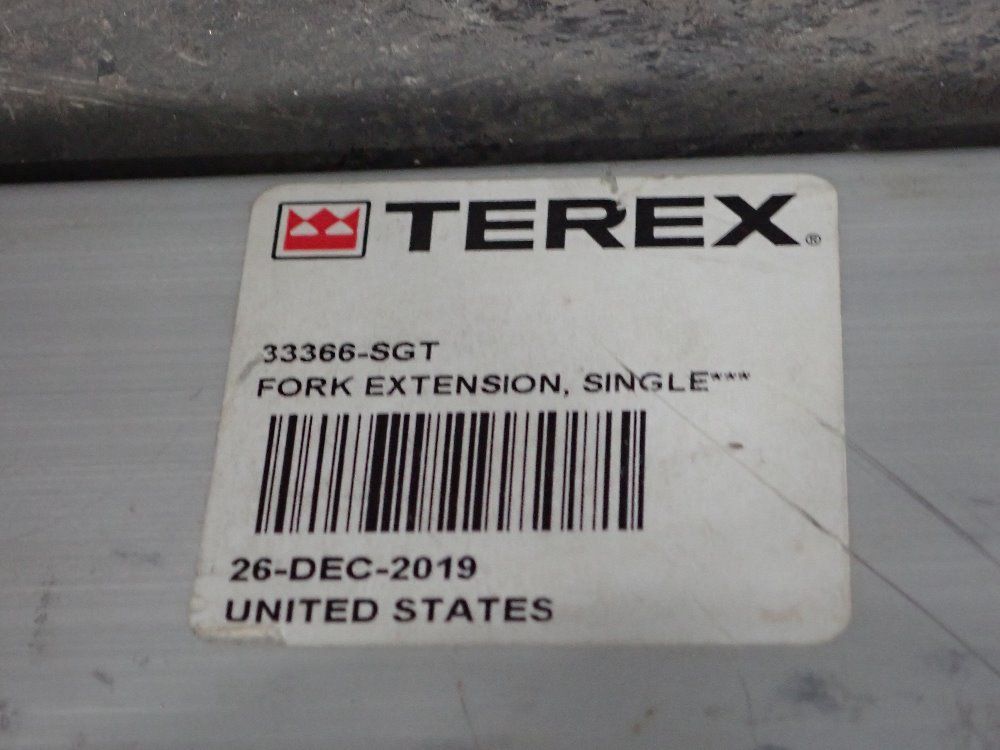 TEREX®
33366-SGT
FORK EXTENSION, SINGLE***
26-DEC-2019
UNITED STATES